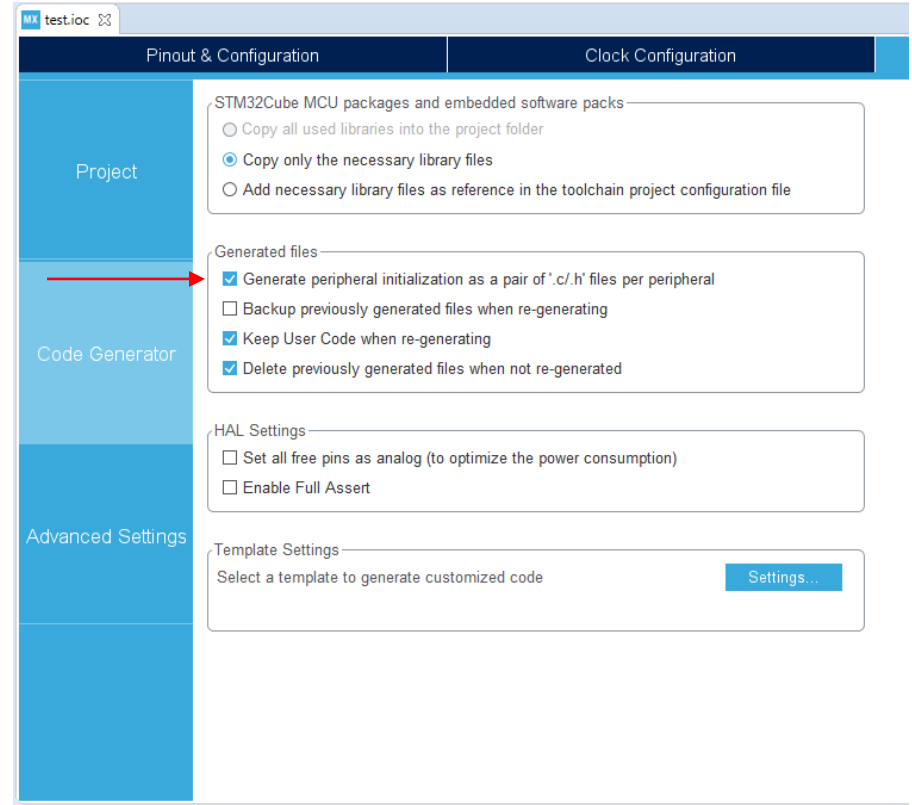 MX test.ioc
Pinout & Configuration
Clock Configuration
Project
Code Generator
Advanced Settings
STM32Cube MCU packages and embedded software packs
Copy all used libraries into the project folder
Copy only the necessary library files
Add necessary library files as reference in the toolchain project configuration file
Generated files
Generate peripheral initialization as a pair of '.c/.h' files per peripheral
Backup previously generated files when re-generating
Keep User Code when re-generating
Delete previously generated files when not re-generated
HAL Settings
Set all free pins as analog (to optimize the power consumption)
Enable Full Assert
Template Settings
Select a template to generate customized code
Settings...